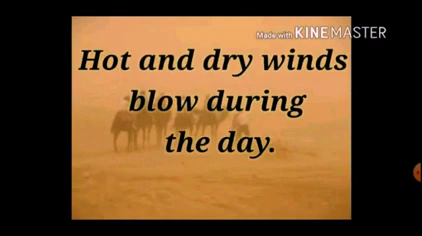 Made with KINEMASTER
Hot and dry winds
blow during
the day.